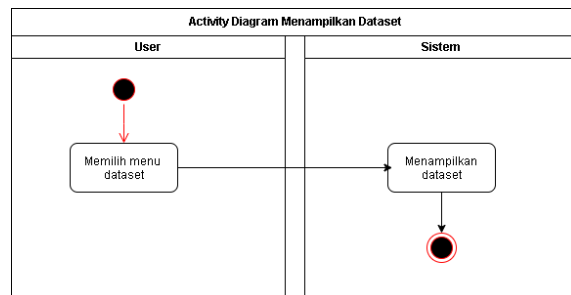 Activity Diagram Menampilkan Dataset
User
Sistem
Memilih menu
dataset
Menampilkan
dataset